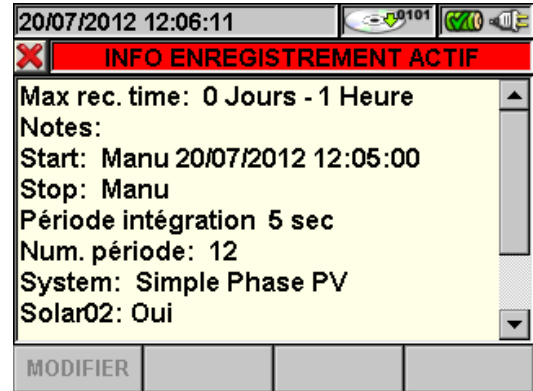 20/07/2012 12:06:11 0101
INFO ENREGISTREMENT ACTIF
Max rec. time: 0 Jours - 1 Heure
Notes:
Start: Manu 20/07/2012 12:05:00
Stop: Manu
Période intégration 5 sec
Num. période: 12
System: Simple Phase PV
Solar02: Oui
MODIFIER